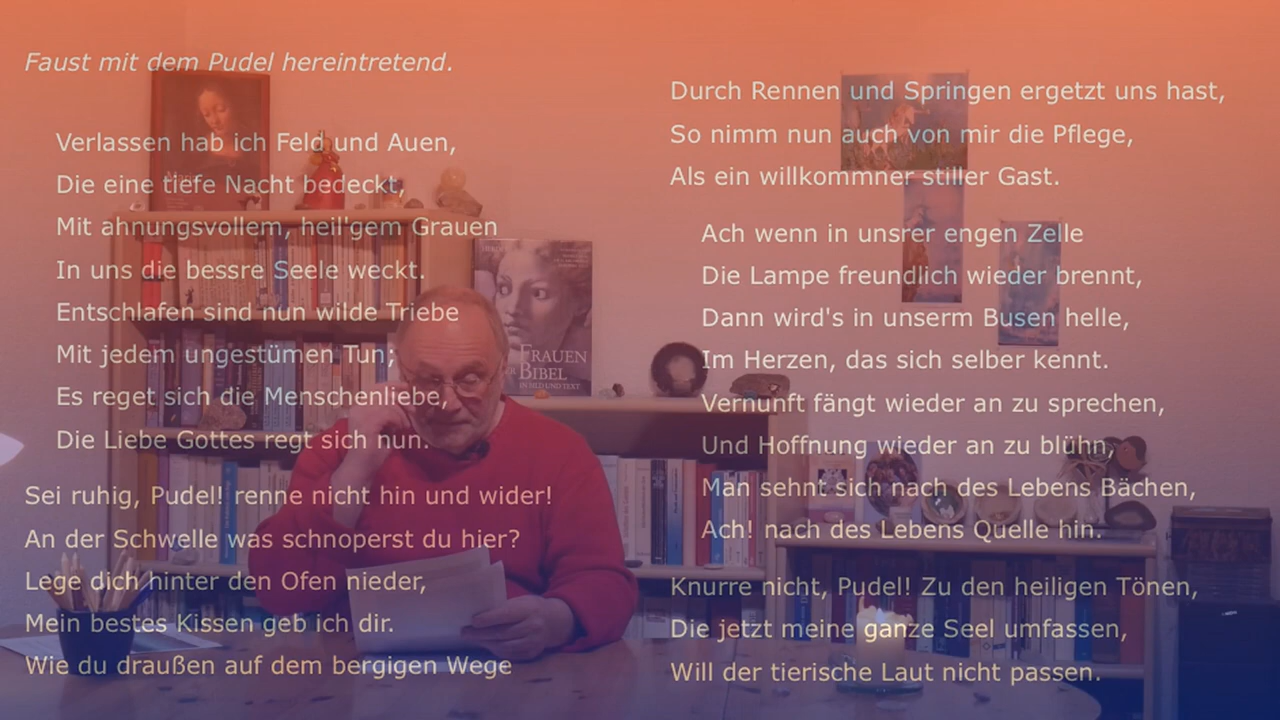 Faust mit dem Pudel hereintretend.
Verlassen hab ich Feld und Auen,
Die eine tiefe Nacht bedeckt,
Mit ahnungsvollem, heil'gem Grauen
In uns die bessre Seele weckt.
Entschlafen sind nun wilde Triebe
Mit jedem ungestümen Tun;
Es reget sich die Menschenliebe,
Die Liebe Gottes regt sich nun.
Sei ruhig, Pudel! renne nicht hin und wider!
An der Schwelle was schnoperst du hier?
Lege dich hinter den Ofen nieder,
Mein bestes Kissen geb ich dir.
Wie du draußen auf dem bergigen Wege
Durch Rennen und Springen ergetzt uns hast,
So nimm nun auch von mir die Pflege,
Als ein willkommner stiller Gast.
Ach wenn in unsrer engen Zelle
Die Lampe freundlich wieder brennt,
Dann wird's in unserm Busen helle,
Im Herzen, das sich selber kennt.
Vernunft fängt wieder an zu sprechen,
Und Hoffnung wieder an zu blühn,
Man sehnt sich nach des Lebens Bächen,
Ach! nach des Lebens Quelle hin.
Knurre nicht, Pudel! Zu den heiligen Tönen,
Die jetzt meine ganze Seel umfassen,
Will der tierische Laut nicht passen.
FRAUEN
BIBEL
IN BILD UND TEXT